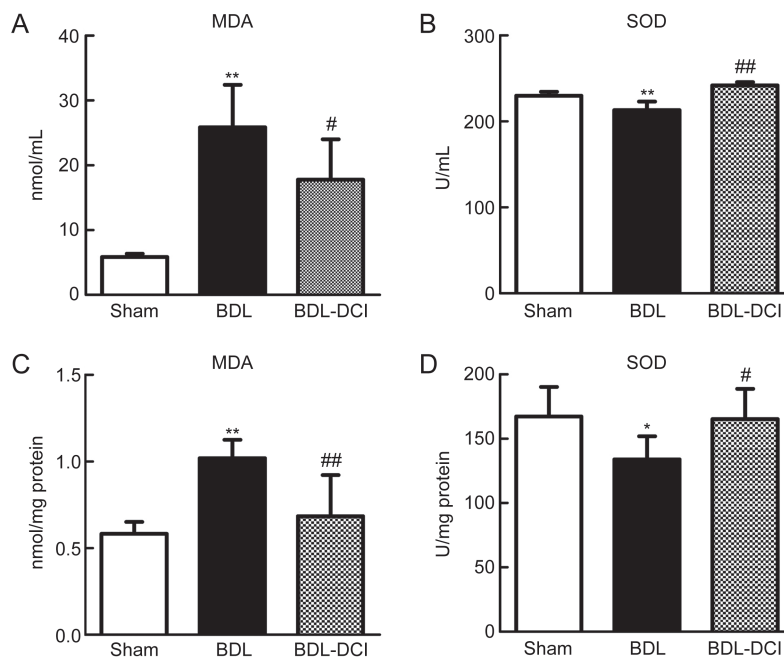 A
MDA
nmol/mL
40
30
20
10
0
**
#
Sham BDL BDL-DCI
B
SOD
U/mL
300
200
100
0
**
##
Sham BDL BDL-DCI
C
MDA
nmol/mg protein
1.5
1.0
0.5
0.0
**
##
Sham BDL BDL-DCI
D
SOD
U/mg protein
200
150
100
50
0
*
#
Sham BDL BDL-DCI